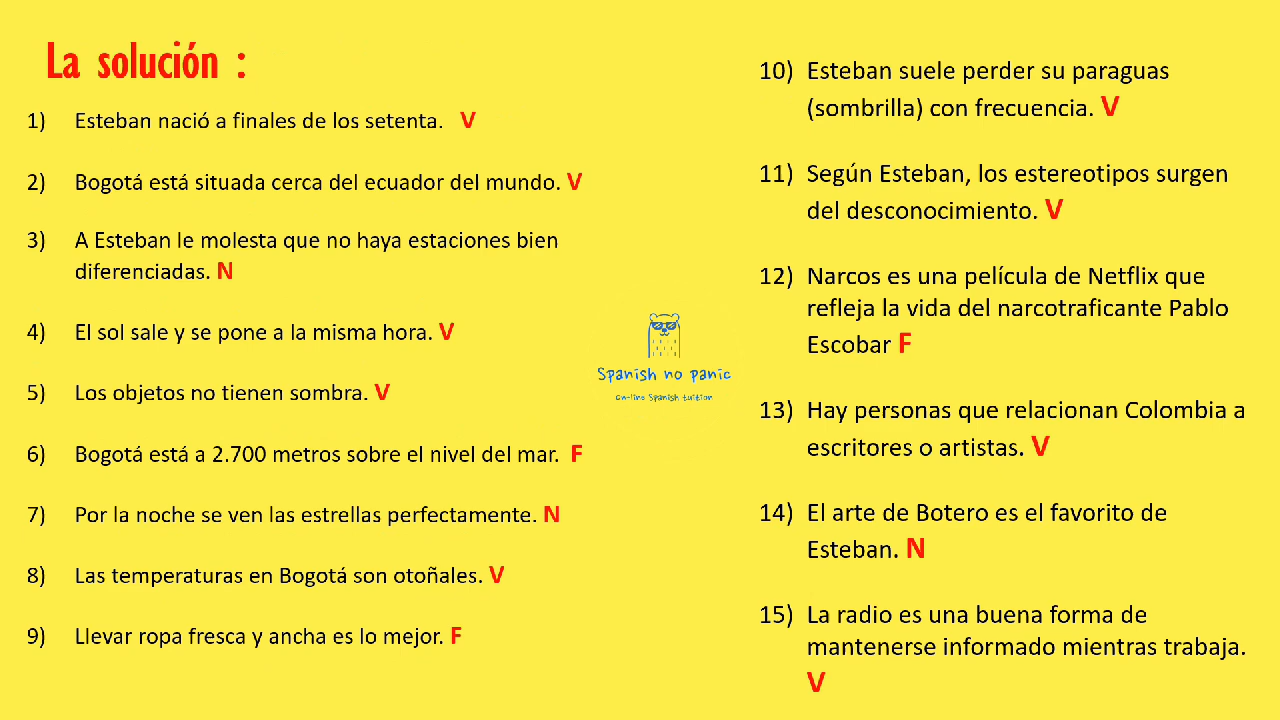 La solución :
1) Esteban nació a finales de los setenta. V
2) Bogotá está situada cerca del ecuador del mundo. V
3) A Esteban le molesta que no haya estaciones bien
diferenciadas. N
4) El sol sale y se pone a la misma hora. V
5) Los objetos no tienen sombra. V
6) Bogotá está a 2.700 metros sobre el nivel del mar. F
7) Por la noche se ven las estrellas perfectamente. N
8) Las temperaturas en Bogotá son otoñales. V
9) Llevar ropa fresca y ancha es lo mejor. F
Spanish no panic
on-line Spanish tuition
10) Esteban suele perder su paraguas
(sombrilla) con frecuencia. V
11) Según Esteban, los estereotipos surgen
del desconocimiento. V
12) Narcos es una película de Netflix que
refleja la vida del narcotraficante Pablo
Escobar F
13) Hay personas que relacionan Colombia a
escritores o artistas. V
14) El arte de Botero es el favorito de
Esteban. N
15) La radio es una buena forma de
mantenerse informado mientras trabaja.
V